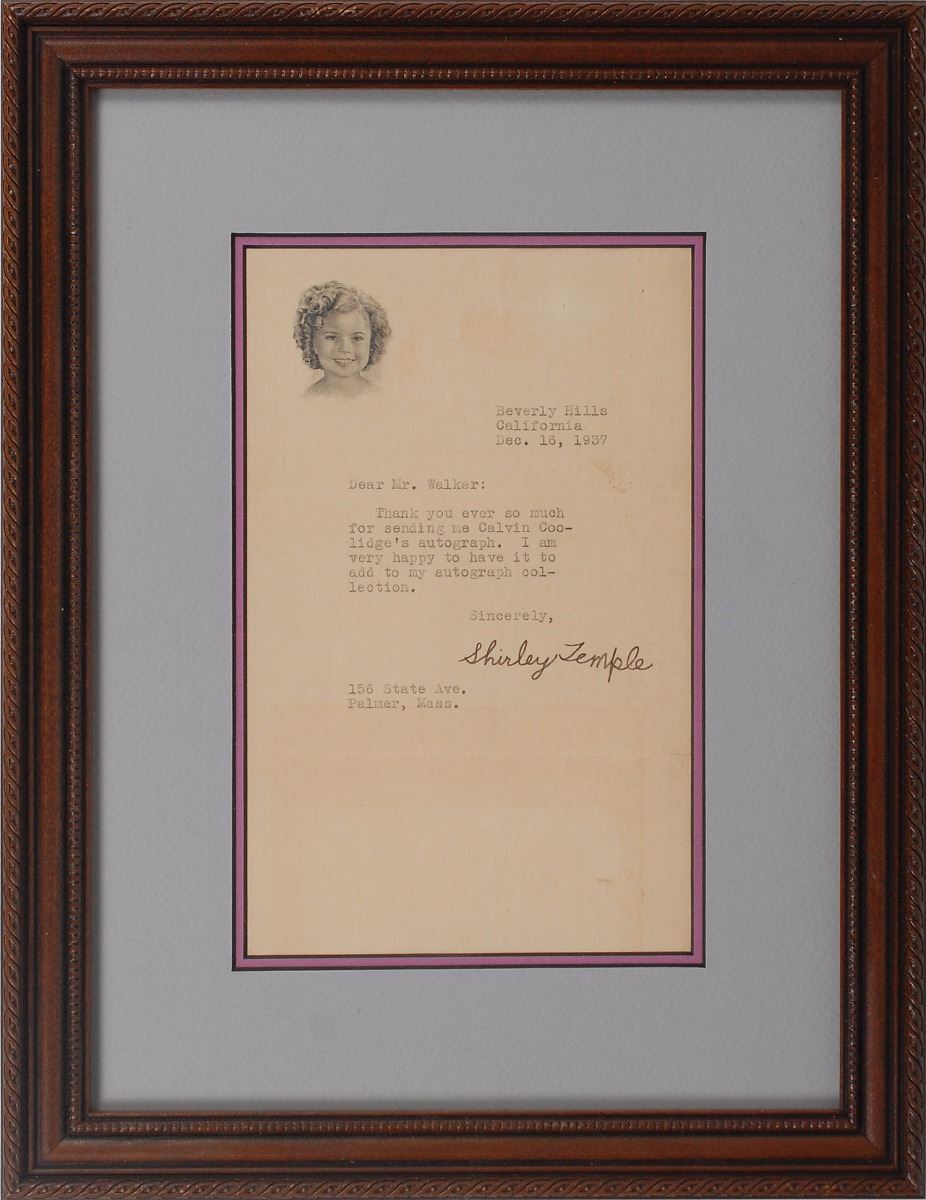 Beverly Hills
California
Dec. 16, 1937
Dear Mr. Walker:
Thank you ever so much
for sending me Calvin Coo-
lidge's autograph. I am
very happy to have it to
add to my autograph col-
lection.
Sincerely,
Shirley Temple
156 State Ave.
Palmer, Mass.